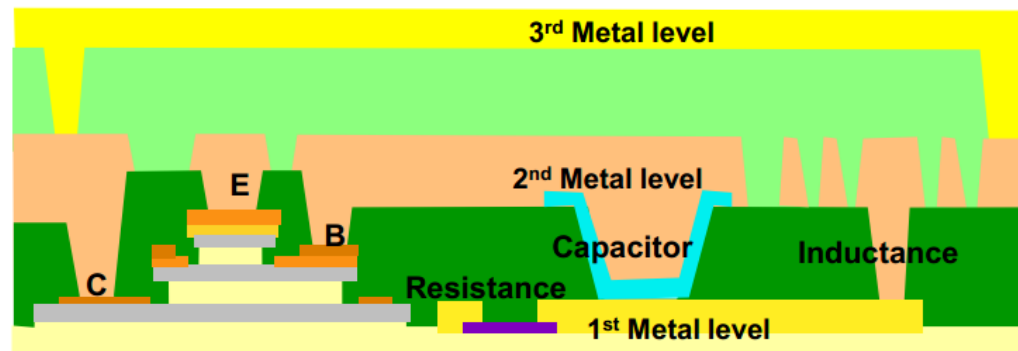 3rd Metal level
E
2nd Metal level
B
Capacitor
Inductance
C
Resistance
1st Metal level